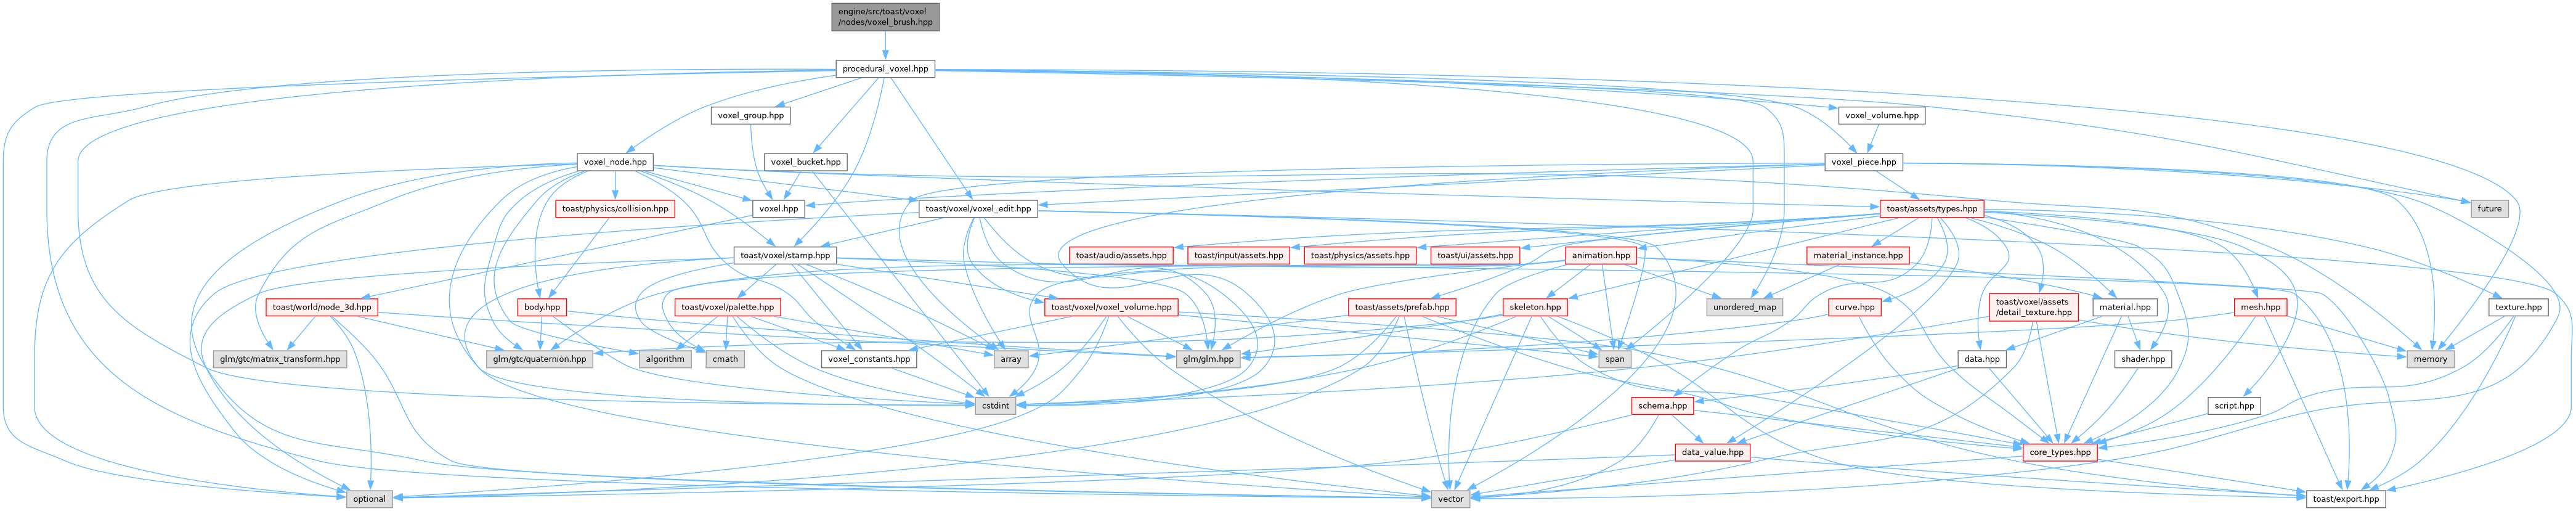 engine/src/toast/voxel
/nodes/voxel_brush.hpp
procedural_voxel.hpp
voxel_group.hpp
voxel_volume.hpp
voxel_node.hpp
voxel_bucket.hpp
voxel_piece.hpp
toast/physics/collision.hpp
voxel.hpp
toast/voxel/voxel_edit.hpp
toast/assets/types.hpp
future
toast/voxel/stamp.hpp
toast/audio/assets.hpp
toast/input/assets.hpp
toast/physics/assets.hpp
toast/ui/assets.hpp
animation.hpp
material_instance.hpp
toast/world/node_3d.hpp
body.hpp
toast/voxel/palette.hpp
toast/voxel/voxel_volume.hpp
toast/assets/prefab.hpp
skeleton.hpp
unordered_map
curve.hpp
toast/voxel/assets
/detail_texture.hpp
material.hpp
mesh.hpp
texture.hpp
glm/gtc/matrix_transform.hpp
glm/gtc/quaternion.hpp
algorithm
cmath
voxel_constants.hpp
array
glm/glm.hpp
span
data.hpp
shader.hpp
memory
cstdint
schema.hpp
script.hpp
data_value.hpp
core_types.hpp
optional
vector
toast/export.hpp